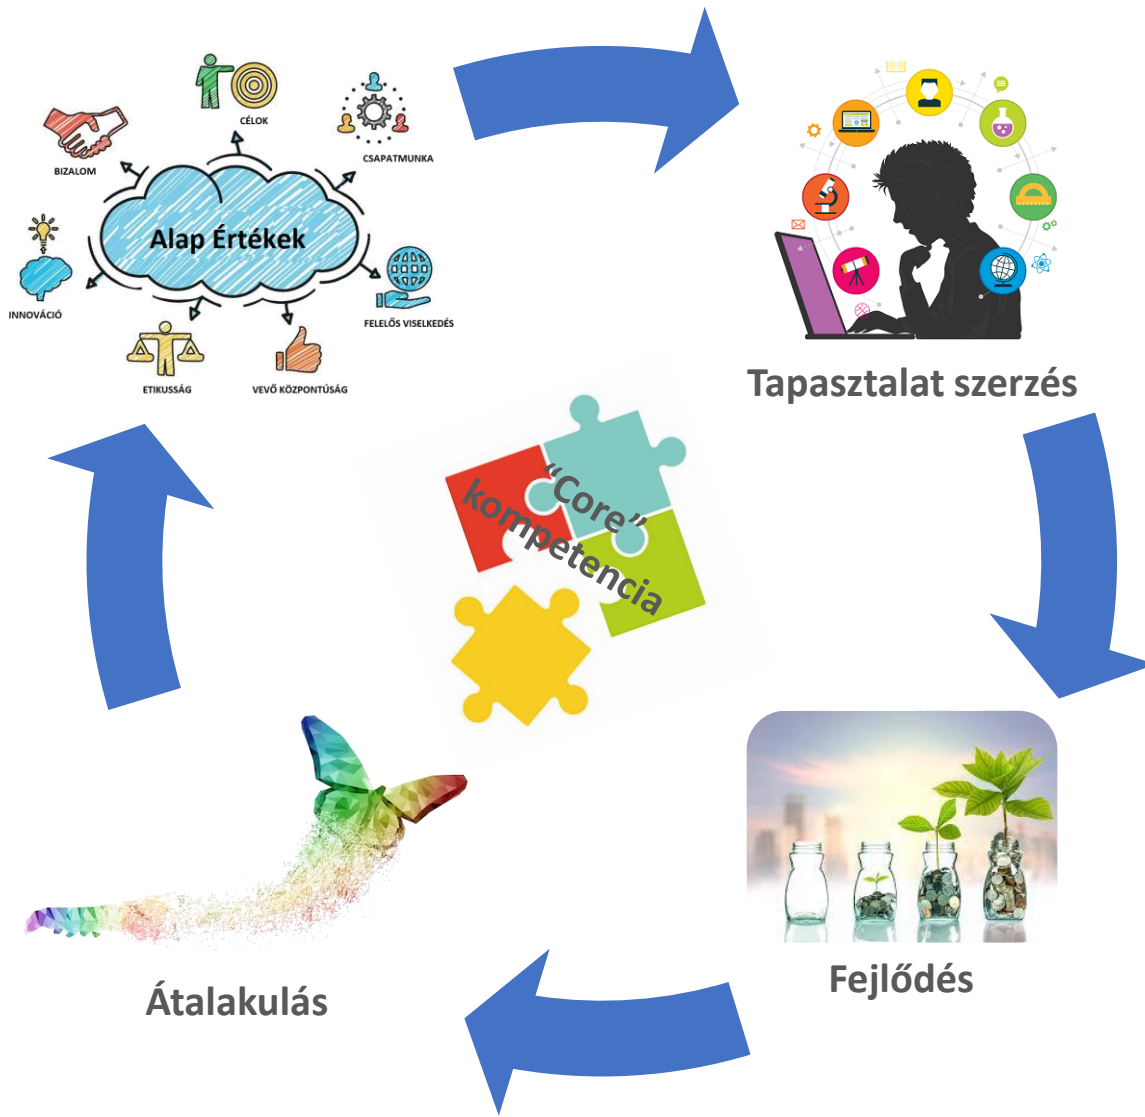 CÉLOK
CSAPATMUNKA
BIZALOM
Alap Értékek
INNOVÁCIÓ
FELELŐS VISELKEDÉS
ETIKUSSÁG
VEVŐ KÖZPONTÚSÁG
Tapasztalat szerzés
“Core”
kompetencia
Fejlődés
Átalakulás